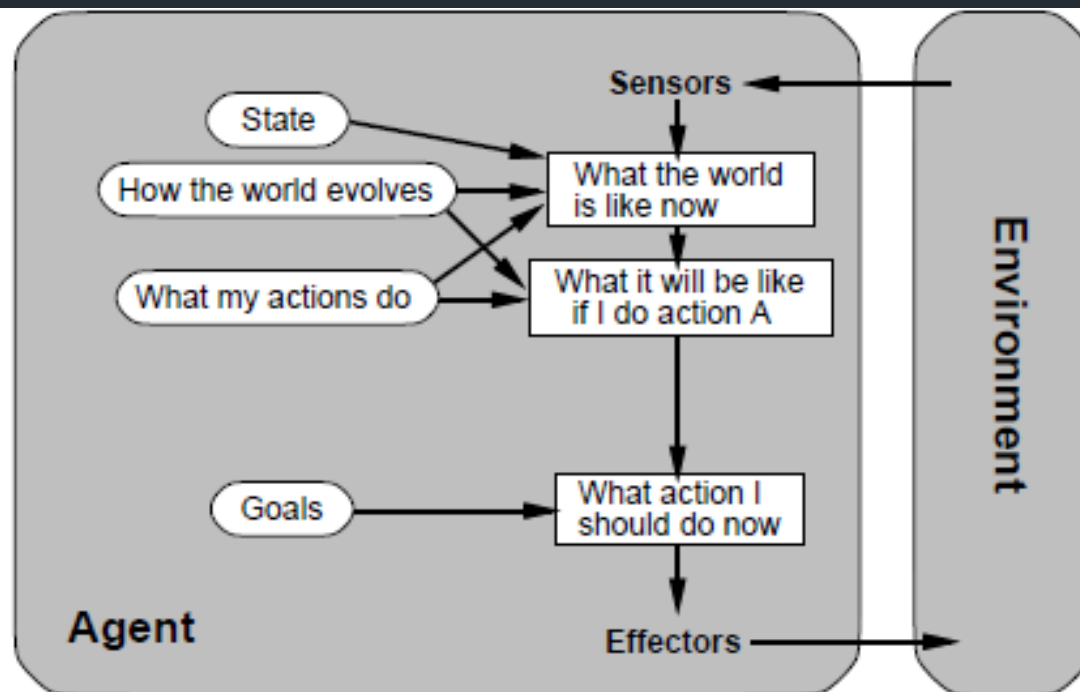 Sensors
State
What the world
is like now
How the world evolves
What it will be like
if I do action A
What my actions do
What action I
should do now
Goals
Agent
Effectors
Environment